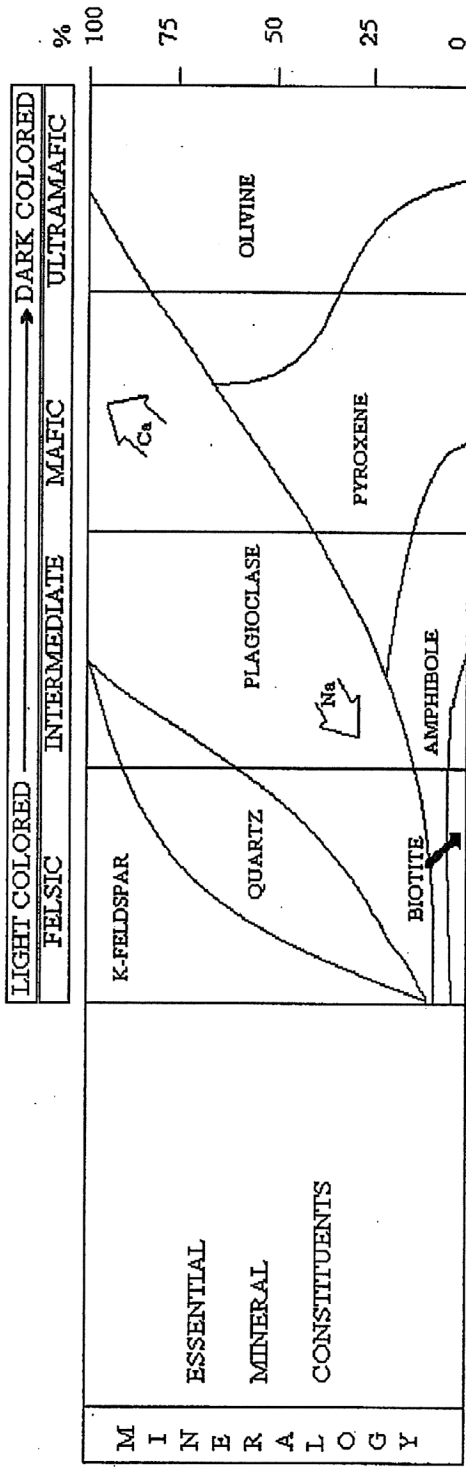 LIGHT COLORED DARK COLORED
FELSIC INTERMEDIATE MAFIC ULTRAMAFIC
%
100
75
50
25
0
M
I
N
E
R
A
L
O
G
Y
ESSENTIAL
MINERAL
CONSTITUENTS
K-FELDSPAR
QUARTZ
BIOTITE
PLAGIOCLASE
Na
AMPHIBOLE
Ca
PYROXENE
OLIVINE